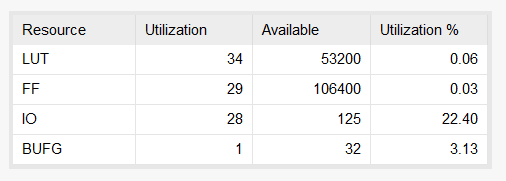 Resource Utilization Available Utilization %
LUT 34 53200 0.06
FF 29 106400 0.03
IO 28 125 22.40
BUFG 1 32 3.13